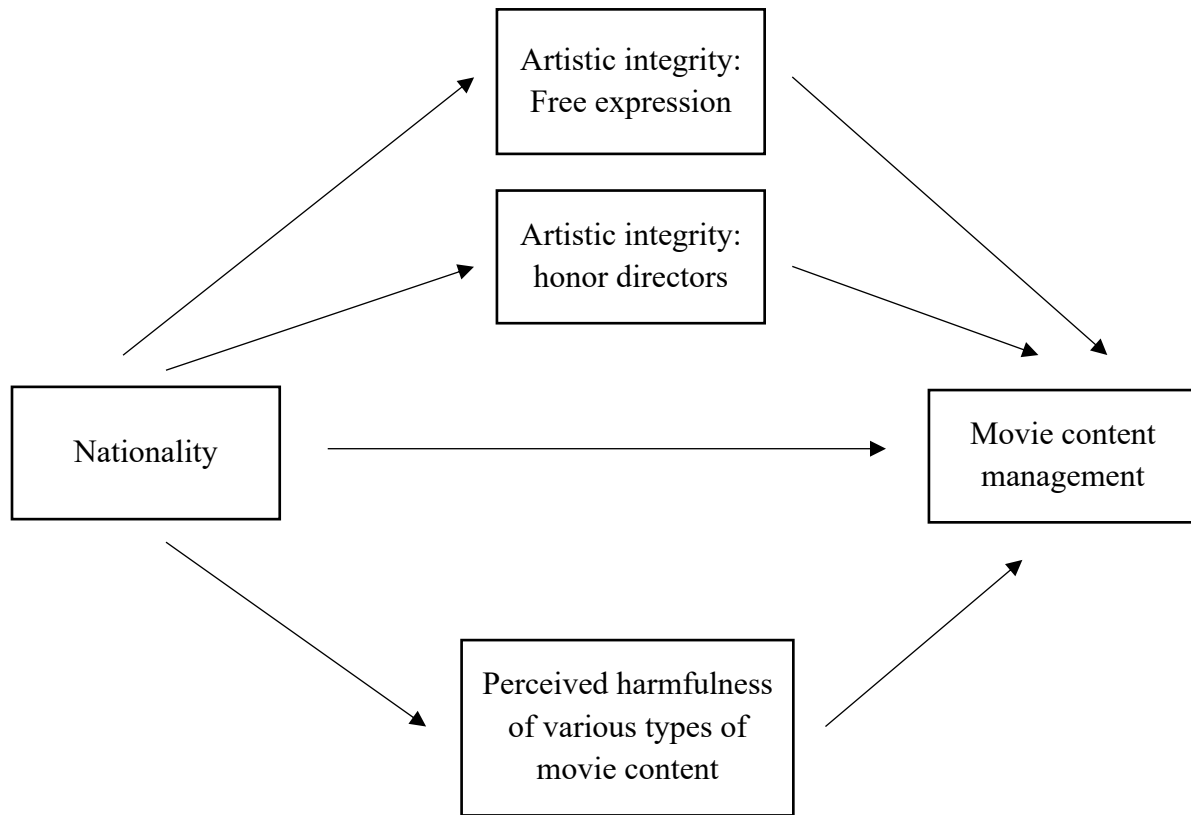 Artistic integrity:
Free expression
Artistic integrity:
honor directors
Nationality
Movie content
management
Perceived harmfulness
of various types of
movie content